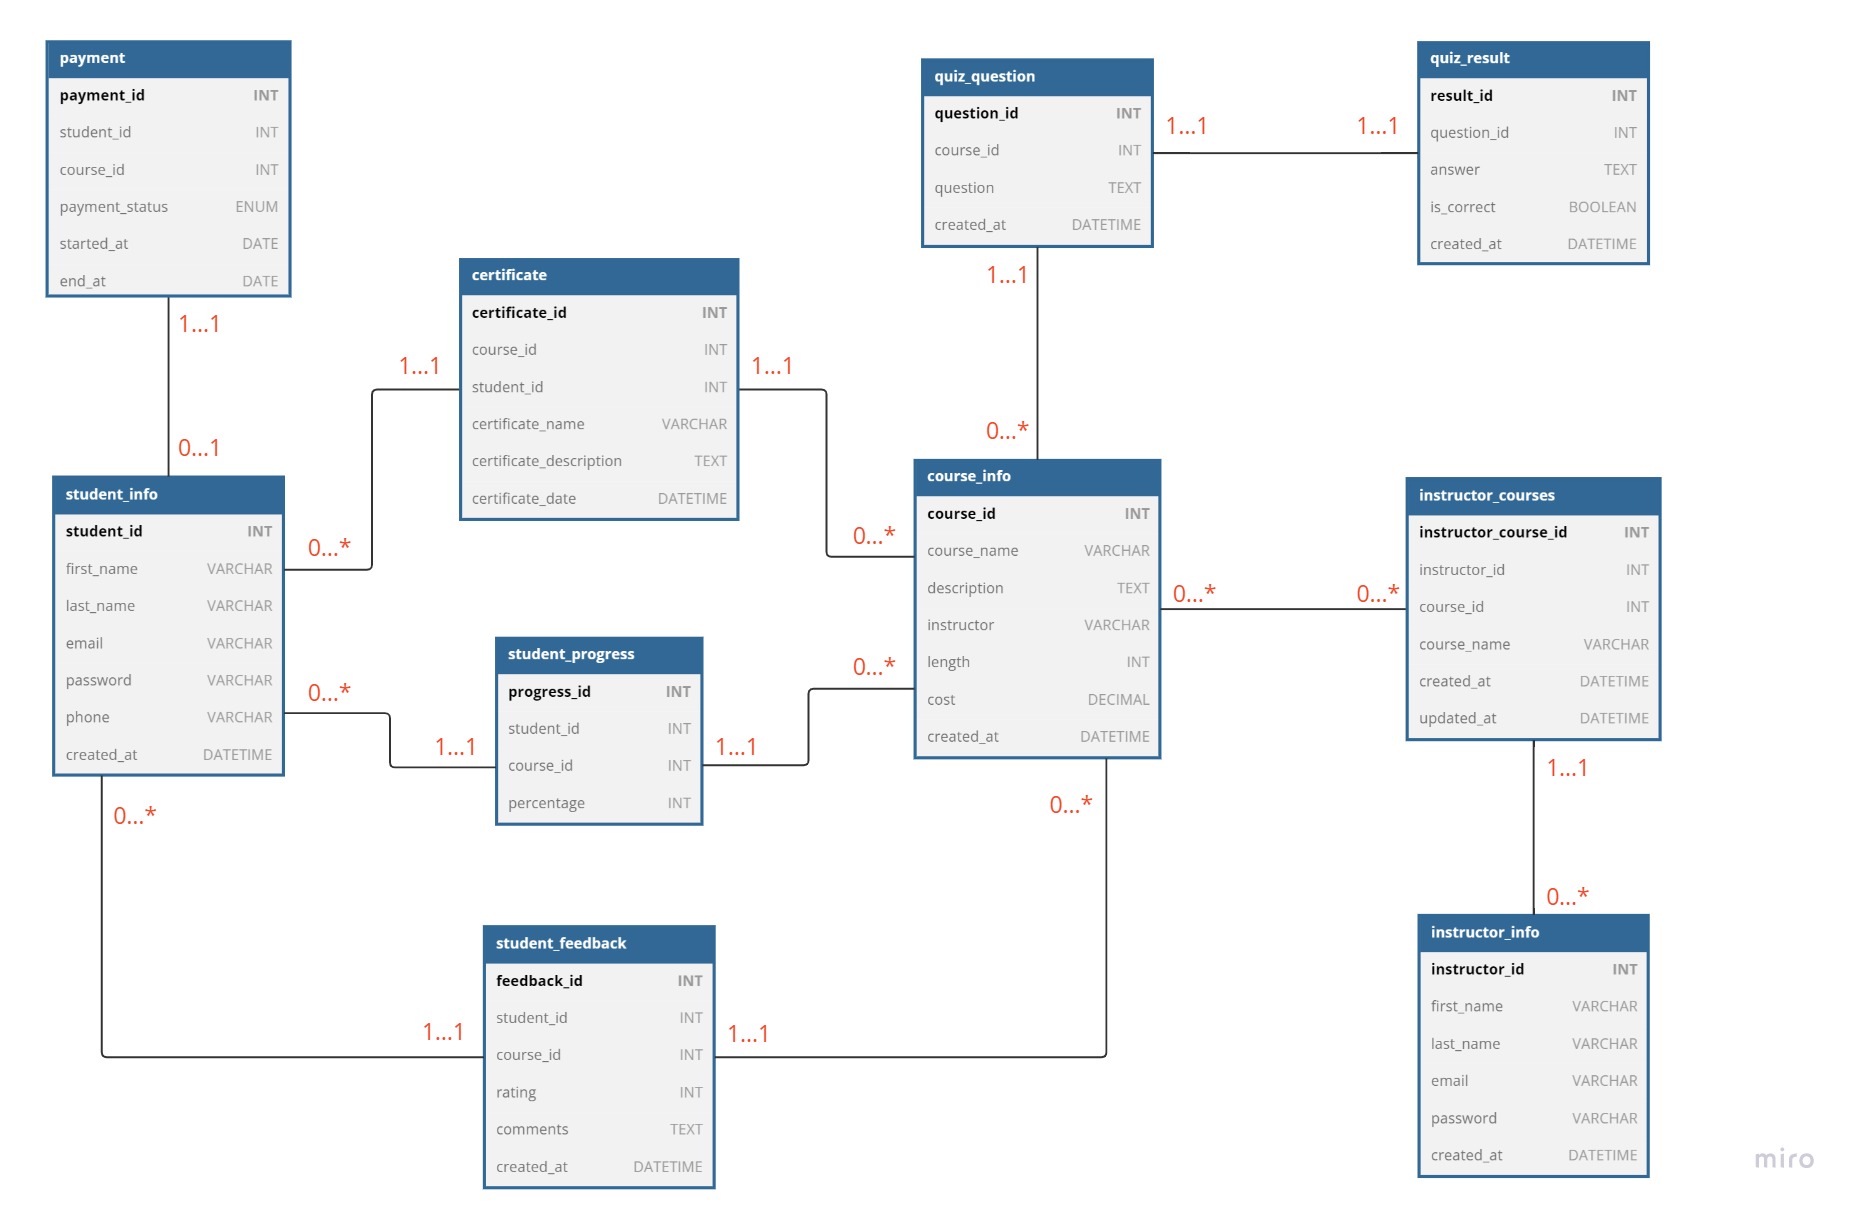 payment
payment_id INT
student_id INT
course_id INT
payment_status ENUM
started_at DATE
end_at DATE
1...1
0...1
student_info
student_id INT
first_name VARCHAR
last_name VARCHAR
email VARCHAR
password VARCHAR
phone VARCHAR
created_at DATETIME
0...*
0...*
0...*
certificate
certificate_id INT
course_id INT
student_id INT
certificate_name VARCHAR
certificate_description TEXT
certificate_date DATETIME
1...1
1...1
student_progress
progress_id INT
student_id INT
course_id INT
percentage INT
1...1
1...1
student_feedback
feedback_id INT
student_id INT
course_id INT
rating INT
comments TEXT
created_at DATETIME
1...1
1...1
quiz_question
question_id INT
course_id INT
question TEXT
created_at DATETIME
1...1
1...1
1...1
0...*
quiz_result
result_id INT
question_id INT
answer TEXT
is_correct BOOLEAN
created_at DATETIME
course_info
course_id INT
course_name VARCHAR
description TEXT
instructor VARCHAR
length INT
cost DECIMAL
created_at DATETIME
0...*
0...*
0...*
0...*
0...*
instructor_courses
instructor_course_id INT
instructor_id INT
course_id INT
course_name VARCHAR
created_at DATETIME
updated_at DATETIME
1...1
0...*
instructor_info
instructor_id INT
first_name VARCHAR
last_name VARCHAR
email VARCHAR
password VARCHAR
created_at DATETIME
miro